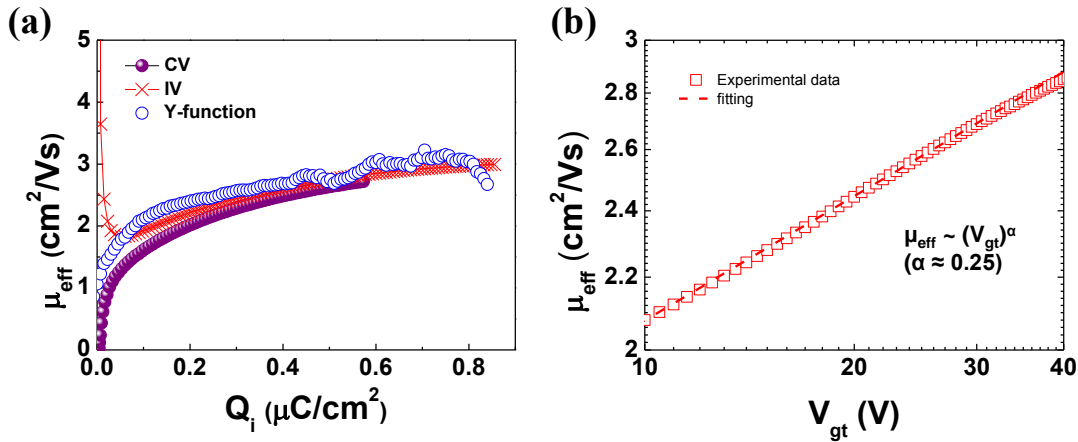 (a)
5
4
3
2
1
0
μeff (cm2/Vs)
CV
IV
Y-function
0.0 0.2 0.4 0.6 0.8
Qi (μC/cm2)
(b)
3
2.8
2.6
2.4
2.2
2
μeff (cm2/Vs)
Experimental data
fitting
μeff ~ (Vgt)α
(α ≈ 0.25)
10 20 30 40
Vgt (V)